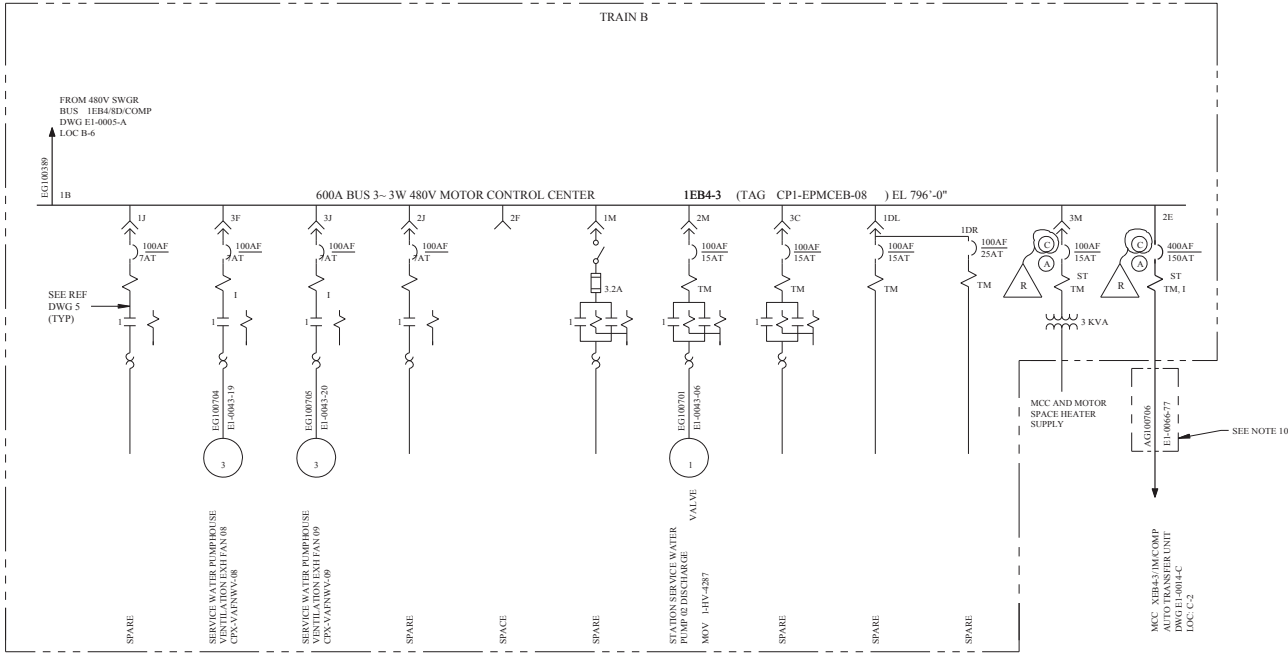 TRAIN B
FROM 480V SWGR
BUS 1EB4/8D/COMP
DWG E1-0005-A
LOC B-6
EG100389
1B
600A BUS 3~ 3W 480V MOTOR CONTROL CENTER 1EB4-3 (TAG CP1-EPMCEB-08 ) EL 796'-0"
1J
3F
3J
2J
2F
1M
2M
3C
1DL
1DR
3M
2E
100AF
7AT
100AF
7AT
100AF
7AT
100AF
7AT
100AF
15AT
100AF
15AT
100AF
15AT
100AF
25AT
C
A
R
100AF
15AT
C
A
R
400AF
150AT
SEE REF
DWG 5
(TYP)
I
I
3.2A
TM
TM
TM
TM
ST
TM
ST
TM, I
1
1
1
1
1
1
1
3 KVA
EG100704
E1-0043-19
EG100705
E1-0043-20
EG100701
E1-0043-06
MCC AND MOTOR
SPACE HEATER
SUPPLY
AG100706
E1-0066-77
SEE NOTE 10
3
3
1
SPARE
SERVICE WATER PUMPHOUSE
VENTILATION EXH FAN 08
CPX-VAFNWV-08
SERVICE WATER PUMPHOUSE
VENTILATION EXH FAN 09
CPX-VAFNWV-09
SPARE
SPACE
SPARE
STATION SERVICE WATER
PUMP 02 DISCHARGE VALVE
MOV 1-HV-4287
SPARE
SPARE
SPARE
MCC XEB4-3/1M/COMP
AUTO TRANSFER UNIT
DWG E1-0014-C
LOC: C-2